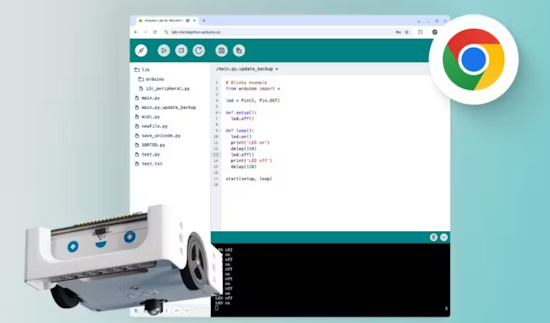 Arduino Lab for MicroPyth
lab-micropython.arduino.cc
/main.py.update_backup
lib
arduino
i2c_peripheral.py
main.py
main.py.update_backup
midi.py
newFile.py
save_unicode.py
SORTED.py
test.py
test.txt
1 # Blinky example
2 from arduino import *
3
4 led = Pin(6, Pin.OUT)
5
6 def setup():
7 led.off()
8
9 def loop():
10 led.on()
11 print('LED on')
12 delay(150)
13 led.off()
14 print('LED off')
15 delay(150)
16
17 start(setup, loop)
18
LED off
on
off
on
off
on
off
on
off
on
LED off
LED on